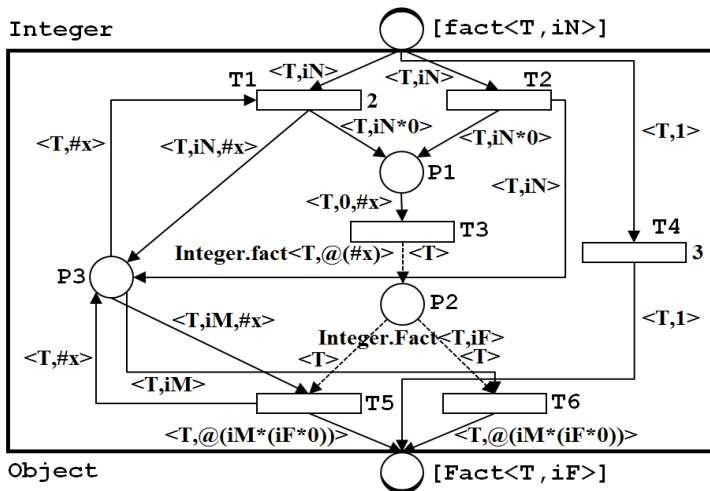 Integer [fact<T,iN>]
<T,iN> <T,iN>
T1 T2
2
<T,#x> <T,iN,#x> <T,iN*0> <T,iN*0> <T,1>
P1
<T,0,#x> <T,iN>
T3 T4
Integer.fact<T,@(#x)> <T> 3
P3
P2
<T,iM,#x> <T,1>
Integer.Fact<T,iF>
<T,#x> <T> <T>
<T,iM>
T5 T6
<T,@(iM*(iF*0))> <T,@(iM*(iF*0))>
Object [Fact<T,iF>]